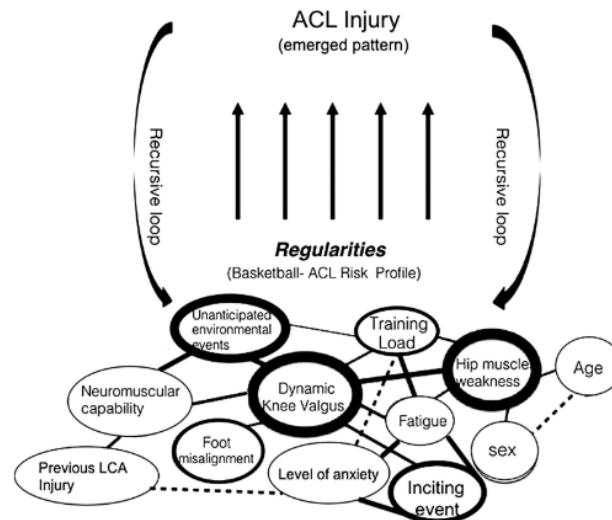 ACL Injury
(emerged pattern)
Recursive loop
Recursive loop
Regularities
(Basketball- ACL Risk Profile)
Unanticipated
environmental
events
Training
Load
Hip muscles
weakness
Age
Neuromuscular
capability
Dynamic
Knee Valgus
Fatigue
Foot
misalignment
sex
Previous LCA
Injury
Level of anxiety
Inciting
event